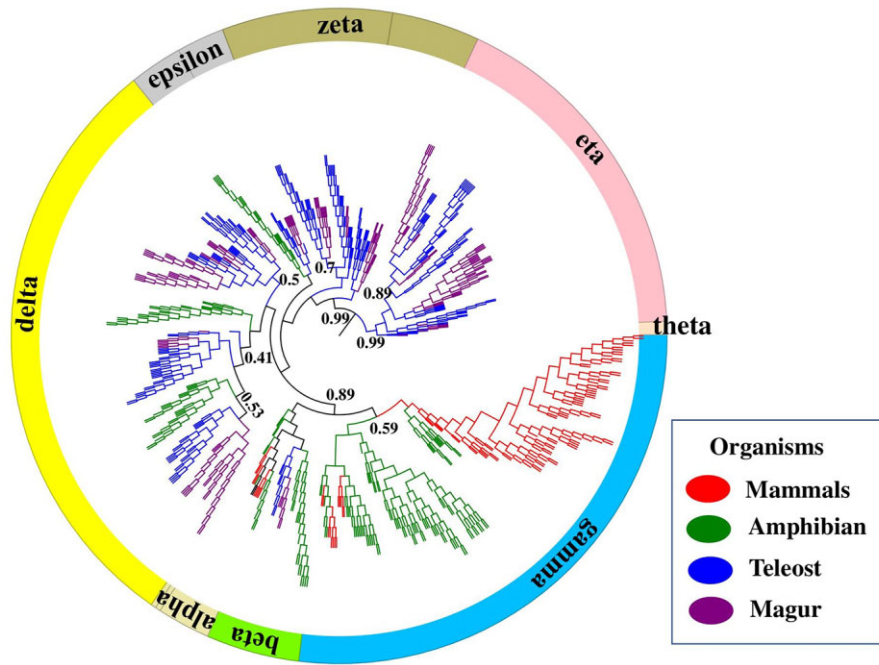 zeta
epsilon
eta
delta
theta
gamma
beta
alpha
0.5
0.7
0.89
0.99
0.99
0.41
0.53
0.89
0.59
Organisms
Mammals
Amphibian
Teleost
Magur